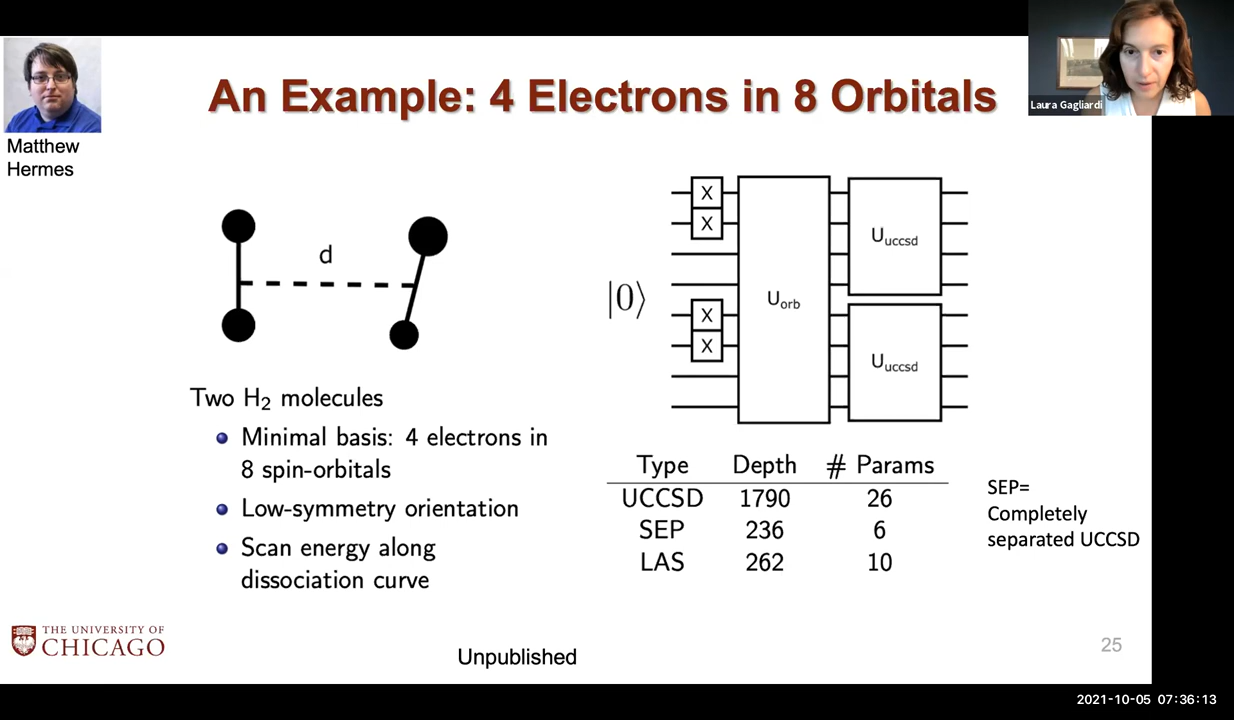 An Example: 4 Electrons in 8 Orbitals
Laura Gagliardi
Matthew
Hermes
d
|0⟩
X
X
X
X
U_orb
U_uccsd
U_uccsd
Two H₂ molecules
Minimal basis: 4 electrons in
8 spin-orbitals
Low-symmetry orientation
Scan energy along
dissociation curve
Type Depth # Params
UCCSD 1790 26
SEP 236 6
LAS 262 10
SEP=
Completely
separated UCCSD
THE UNIVERSITY OF
CHICAGO
Unpublished
25
2021-10-05 07:36:13